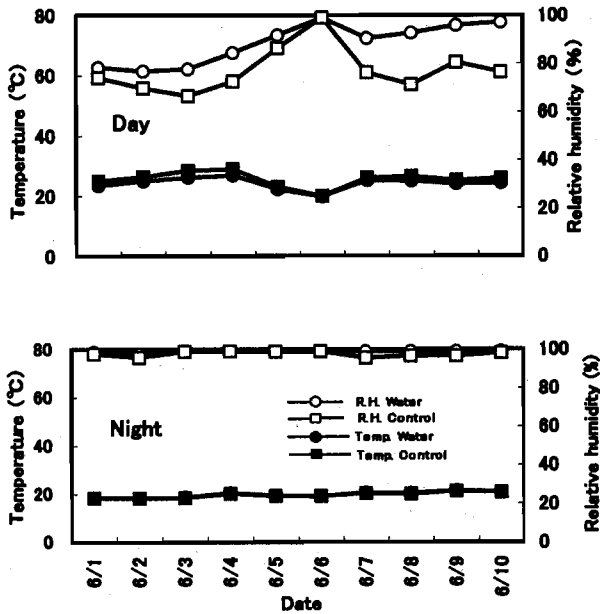 80
60
40
20
0
Temperature (℃)
Day
100
80
60
40
20
0
Relative humidity (%)
80
60
40
20
0
Temperature (℃)
Night
R.H. Water
R.H. Control
Temp. Water
Temp. Control
100
80
60
40
20
0
Relative humidity (%)
6/1
6/2
6/3
6/4
6/5
6/6
6/7
6/8
6/9
6/10
Date